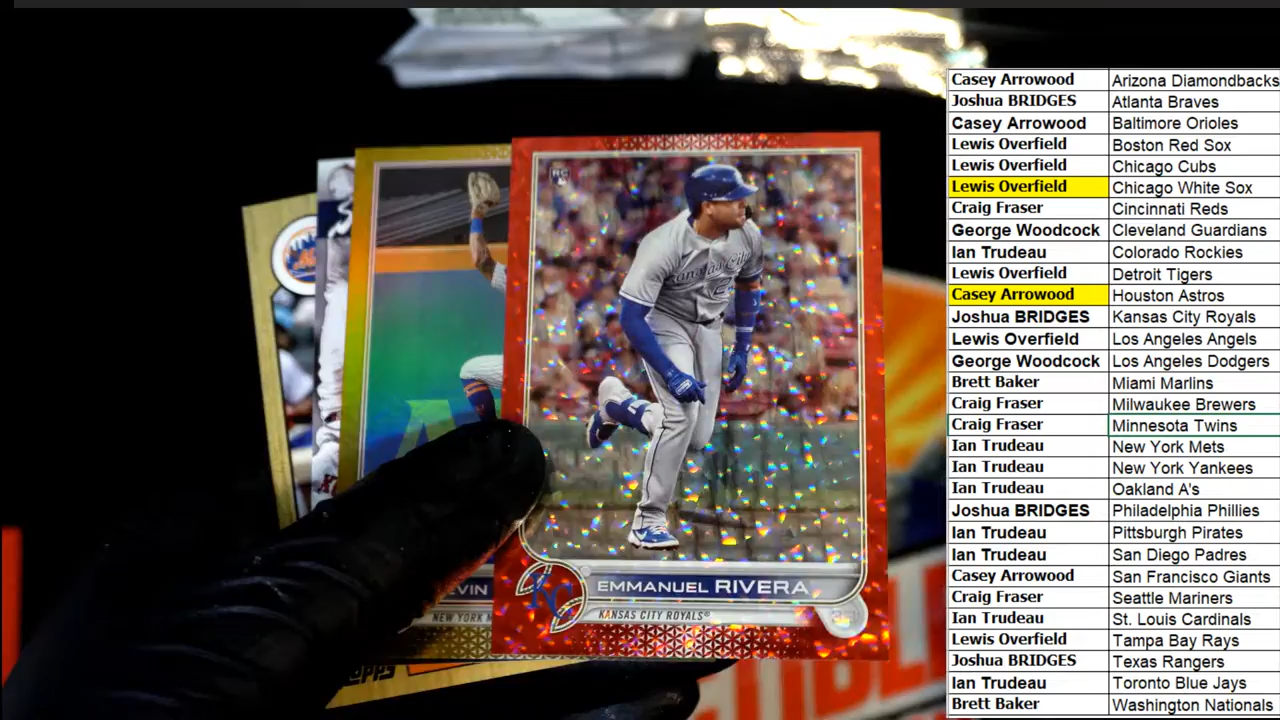 Casey Arrowood Arizona Diamondbacks
Joshua BRIDGES Atlanta Braves
Casey Arrowood Baltimore Orioles
Lewis Overfield Boston Red Sox
Lewis Overfield Chicago Cubs
Lewis Overfield Chicago White Sox
Craig Fraser Cincinnati Reds
George Woodcock Cleveland Guardians
Ian Trudeau Colorado Rockies
Lewis Overfield Detroit Tigers
Casey Arrowood Houston Astros
Joshua BRIDGES Kansas City Royals
Lewis Overfield Los Angeles Angels
George Woodcock Los Angeles Dodgers
Brett Baker Miami Marlins
Craig Fraser Milwaukee Brewers
Craig Fraser Minnesota Twins
Ian Trudeau New York Mets
Ian Trudeau New York Yankees
Ian Trudeau Oakland A's
Joshua BRIDGES Philadelphia Phillies
Ian Trudeau Pittsburgh Pirates
Ian Trudeau San Diego Padres
Casey Arrowood San Francisco Giants
Craig Fraser Seattle Mariners
Ian Trudeau St. Louis Cardinals
Lewis Overfield Tampa Bay Rays
Joshua BRIDGES Texas Rangers
Ian Trudeau Toronto Blue Jays
Brett Baker Washington Nationals
RC
KC
EMMANUEL RIVERA
KANSAS CITY ROYALS®
EVIN
NEW YORK M